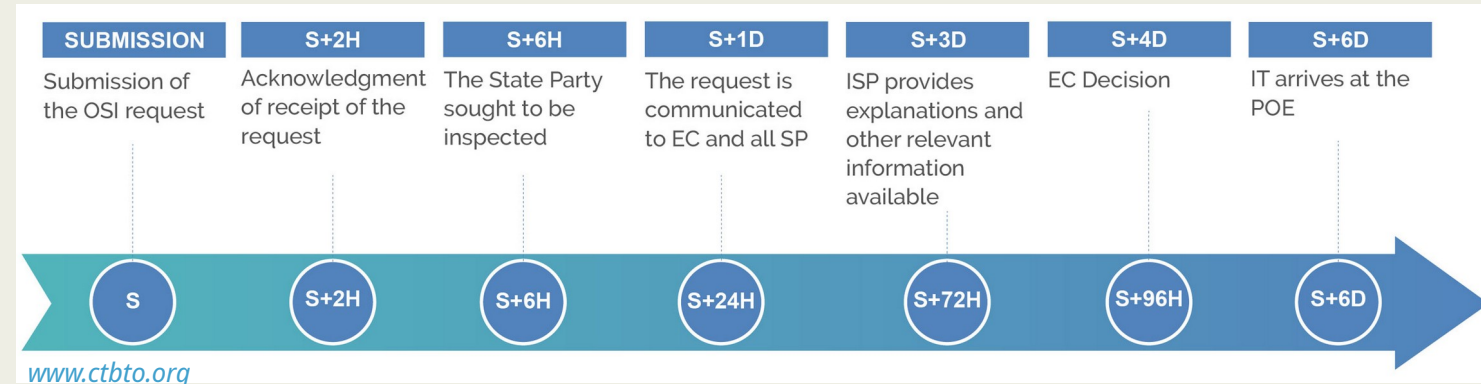 SUBMISSION
Submission of
the OSI request
S+2H
Acknowledgment
of receipt of the
request
S+6H
The State Party
sought to be
inspected
S+1D
The request is
communicated
to EC and all SP
S+3D
ISP provides
explanations and
other relevant
information
available
S+4D
EC Decision
S+6D
IT arrives at the
POE
S
S+2H
S+6H
S+24H
S+72H
S+96H
S+6D
www.ctbto.org